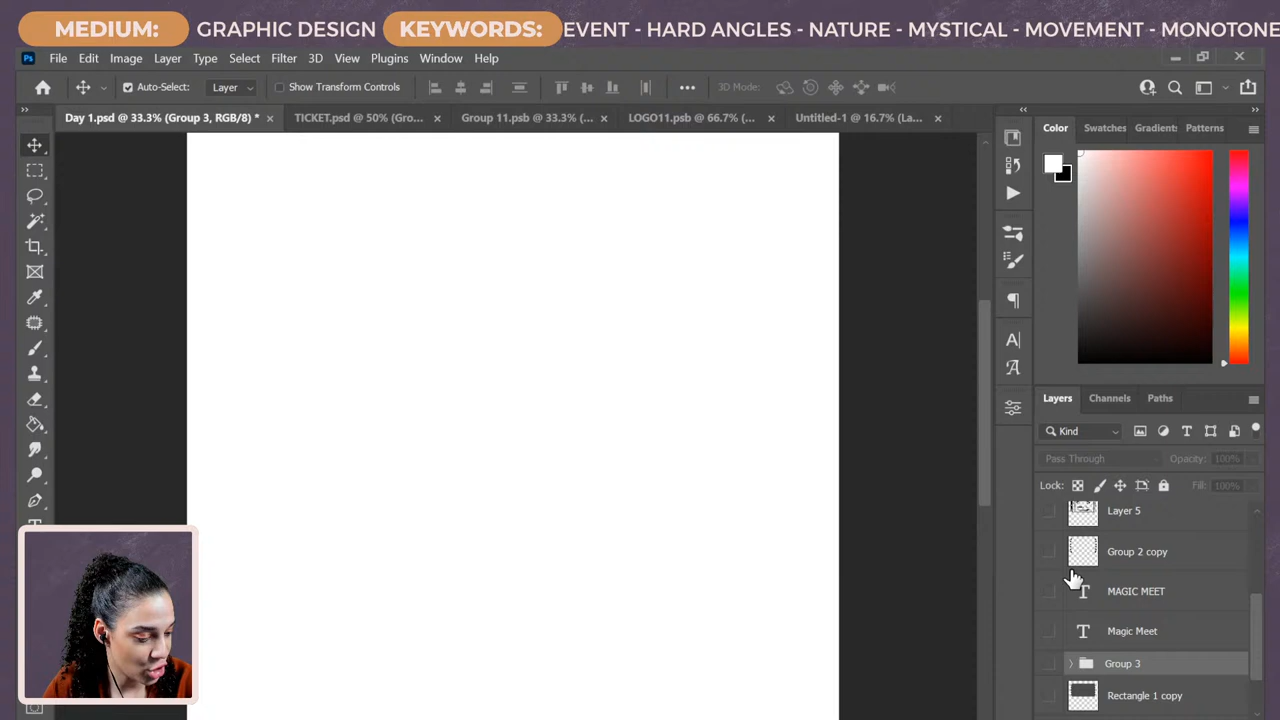 MEDIUM: GRAPHIC DESIGN KEYWORDS: EVENT - HARD ANGLES - NATURE - MYSTICAL - MOVEMENT - MONOTONE
Ps File Edit Image Layer Type Select Filter 3D View Plugins Window Help
Auto-Select: Layer Show Transform Controls 3D Mode:
Day 1.psd @ 33.3% (Group 3, RGB/8) * TICKET.psd @ 50% (Gro... Group 11.psb @ 33.3% (... LOGO11.psb @ 66.7% (... Untitled-1 @ 16.7% (La...
Color Swatches Gradient: Patterns
Layers Channels Paths
Kind
Pass Through Opacity: 100%
Lock: Fill: 100%
Layer 5
Group 2 copy
MAGIC MEET
Magic Meet
Group 3
Rectangle 1 copy